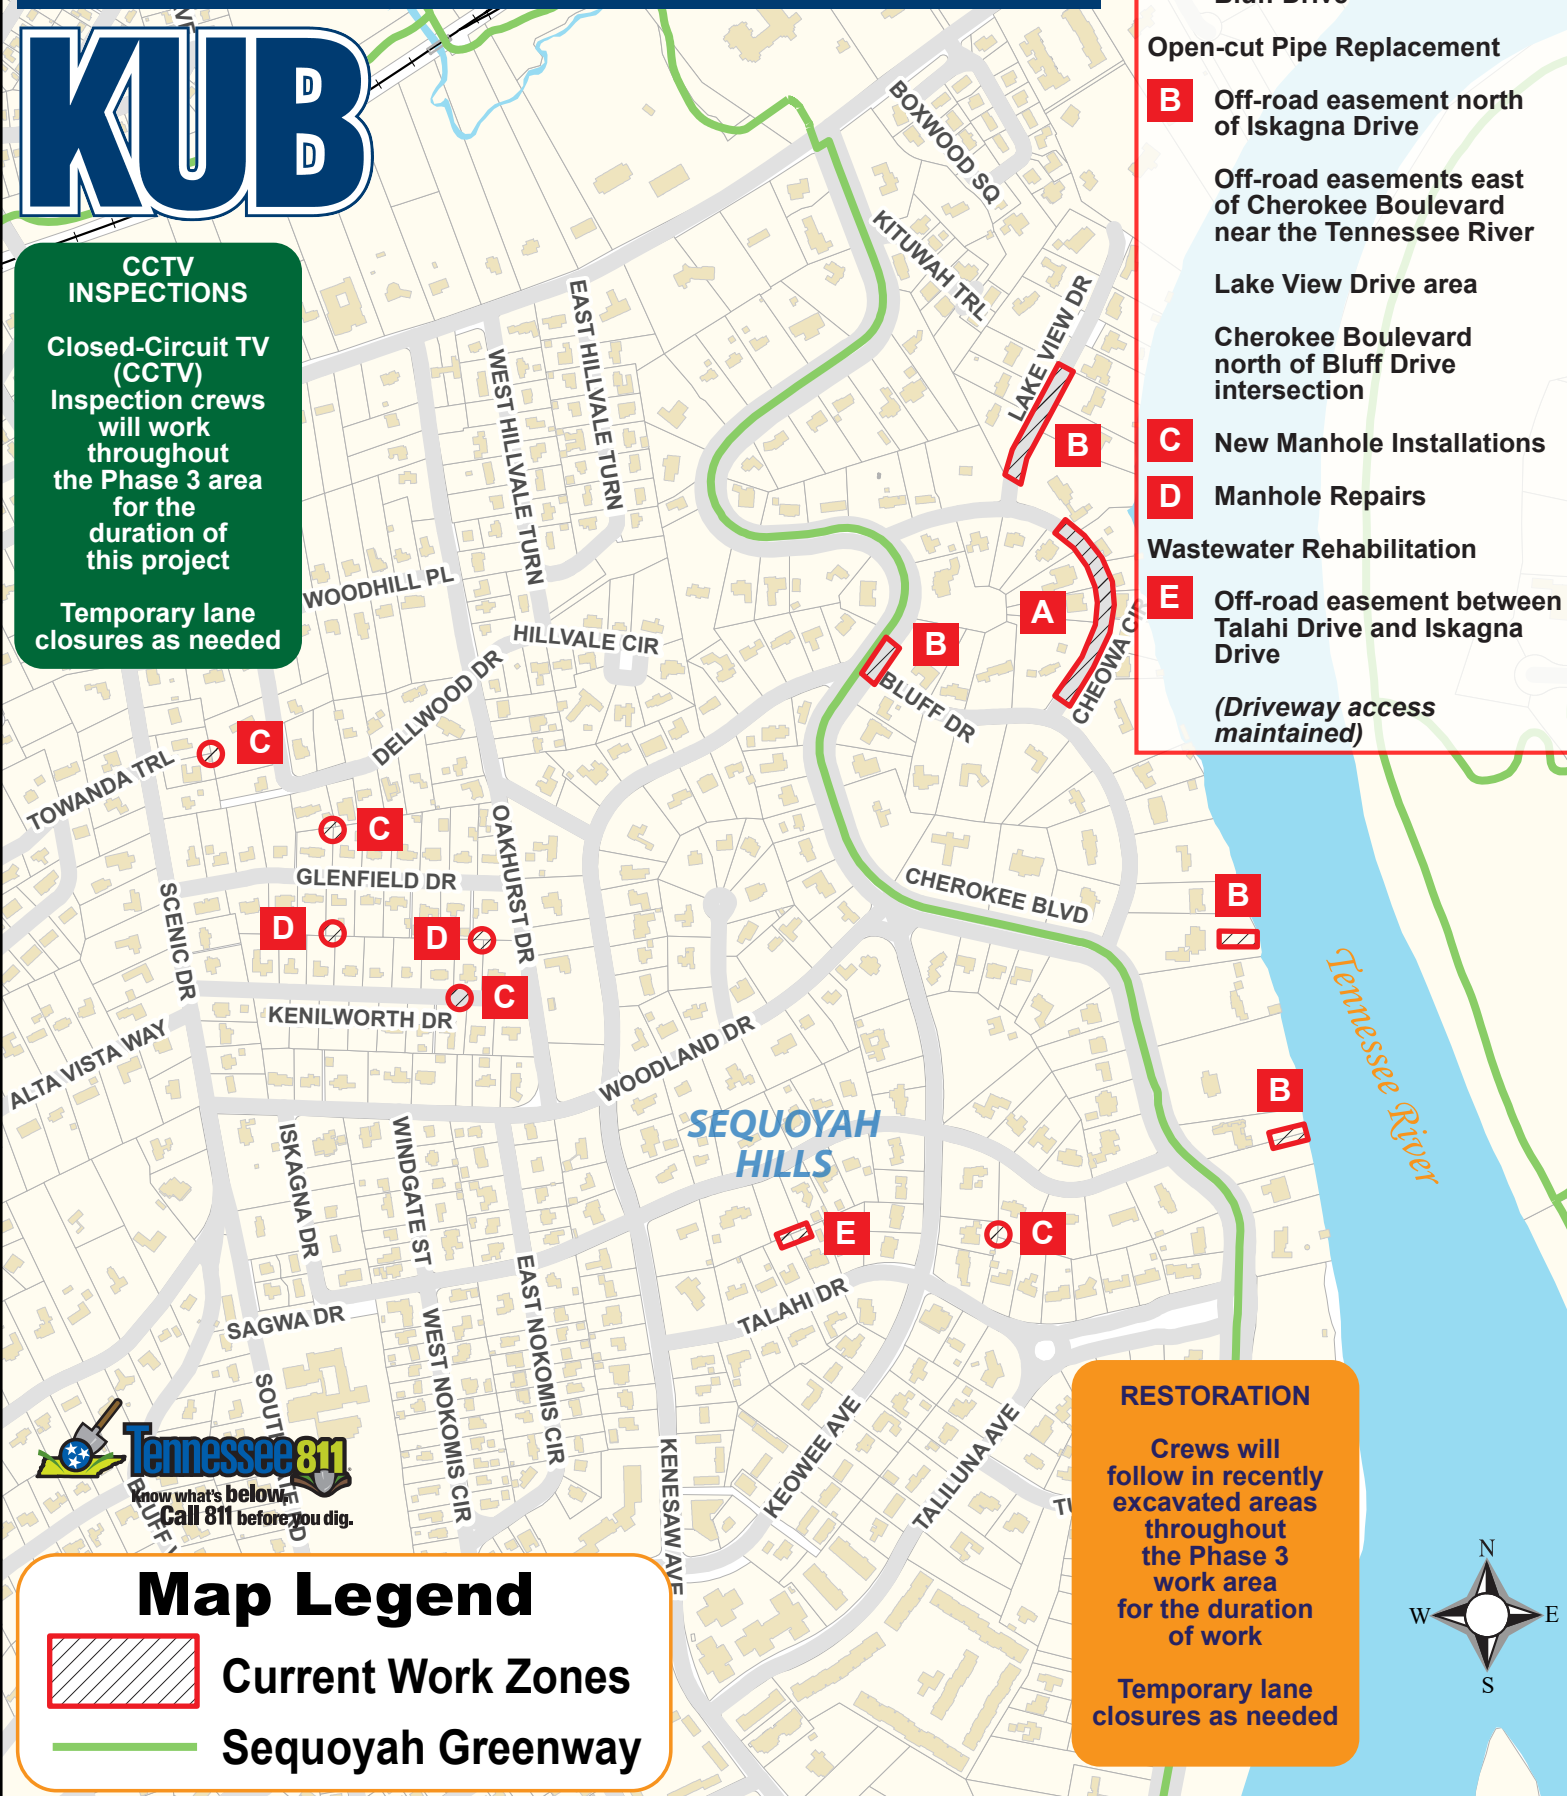 KUB
CCTV
INSPECTIONS
Closed-Circuit TV
(CCTV)
Inspection crews
will work
throughout
the Phase 3 area
for the
duration of
this project
Temporary lane
closures as needed
Bluff Drive
Open-cut Pipe Replacement
B Off-road easement north
of Iskagna Drive
Off-road easements east
of Cherokee Boulevard
near the Tennessee River
Lake View Drive area
Cherokee Boulevard
north of Bluff Drive
intersection
C New Manhole Installations
D Manhole Repairs
Wastewater Rehabilitation
E Off-road easement between
Talahi Drive and Iskagna
Drive
(Driveway access
maintained)
D
D
BOXWOOD SQ
KITUWAH TRL
LAKE VIEW DR
EAST HILLVALE TURN
WEST HILLVALE TURN
B
WOODHILL PL
HILLVALE CIR
A
B
CHEOWA CIR
BLUFF DR
DELLWOOD DR
C
TOWANDA TRL
C
OAKHURST DR
GLENFIELD DR
CHEROKEE BLVD
B
SCENIC DR
D
D
C
KENILWORTH DR
Tennessee River
ALTA VISTA WAY
WOODLAND DR
B
SEQUOYAH
HILLS
ISKAGNA DR
WINDGATE ST
E
C
EAST NOKOMIS CIR
TALAHI DR
SAGWA DR
WEST NOKOMIS CIR
KEOWEE AVE
TALILUNA AVE
KENESAW AVE
Tennessee 811
Know what's below.
Call 811 before you dig.
RESTORATION
Crews will
follow in recently
excavated areas
throughout
the Phase 3
work area
for the duration
of work
Temporary lane
closures as needed
N
W
E
S
Map Legend
Current Work Zones
Sequoyah Greenway